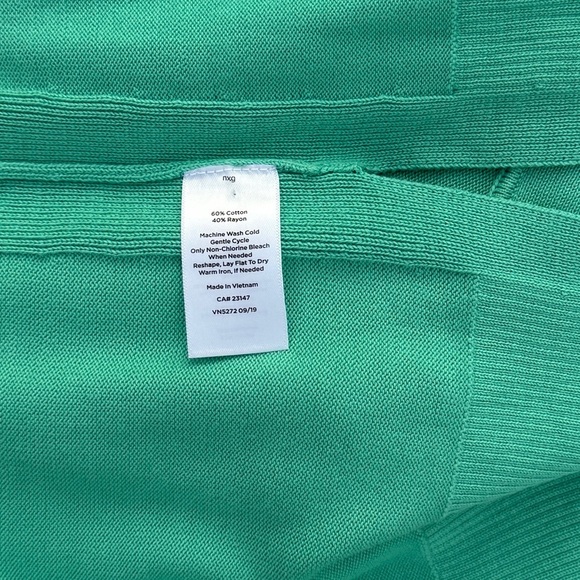 nxg
60% Cotton
40% Rayon
Machine Wash Cold
Gentle Cycle
Only Non-Chlorine Bleach
When Needed
Reshape, Lay Flat To Dry
Warm Iron, If Needed
Made In Vietnam
CA# 23147
VN5272 09/19